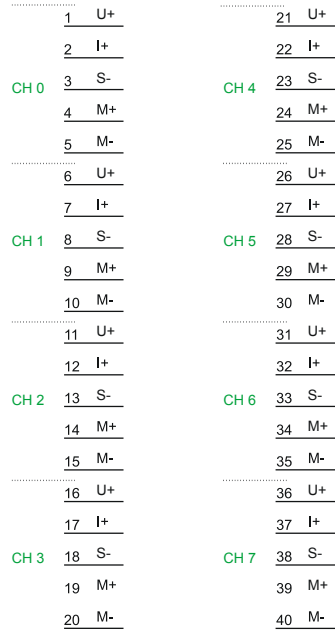 1 U+
2 I+
CH 0 3 S-
4 M+
5 M-
6 U+
7 I+
CH 1 8 S-
9 M+
10 M-
11 U+
12 I+
CH 2 13 S-
14 M+
15 M-
16 U+
17 I+
CH 3 18 S-
19 M+
20 M-
21 U+
22 I+
CH 4 23 S-
24 M+
25 M-
26 U+
27 I+
CH 5 28 S-
29 M+
30 M-
31 U+
32 I+
CH 6 33 S-
34 M+
35 M-
36 U+
37 I+
CH 7 38 S-
39 M+
40 M-